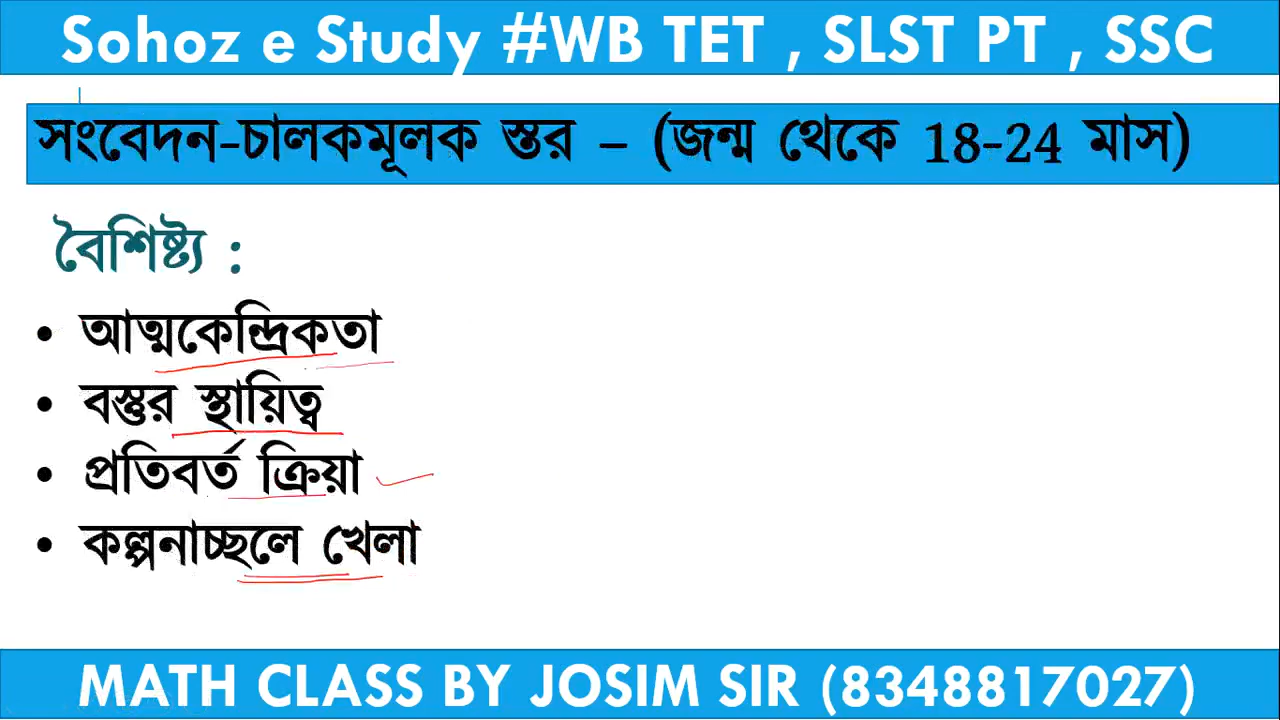 Sohoz e Study #WB TET , SLST PT , SSC
সংবেদন-চালকমূলক স্তর – (জন্ম থেকে 18-24 মাস)
বৈশিষ্ট্য :
• আত্মকেন্দ্রিকতা
• বস্তুর স্থায়িত্ব
• প্রতিবর্ত ক্রিয়া
• কল্পনাচ্ছলে খেলা
MATH CLASS BY JOSIM SIR (8348817027)